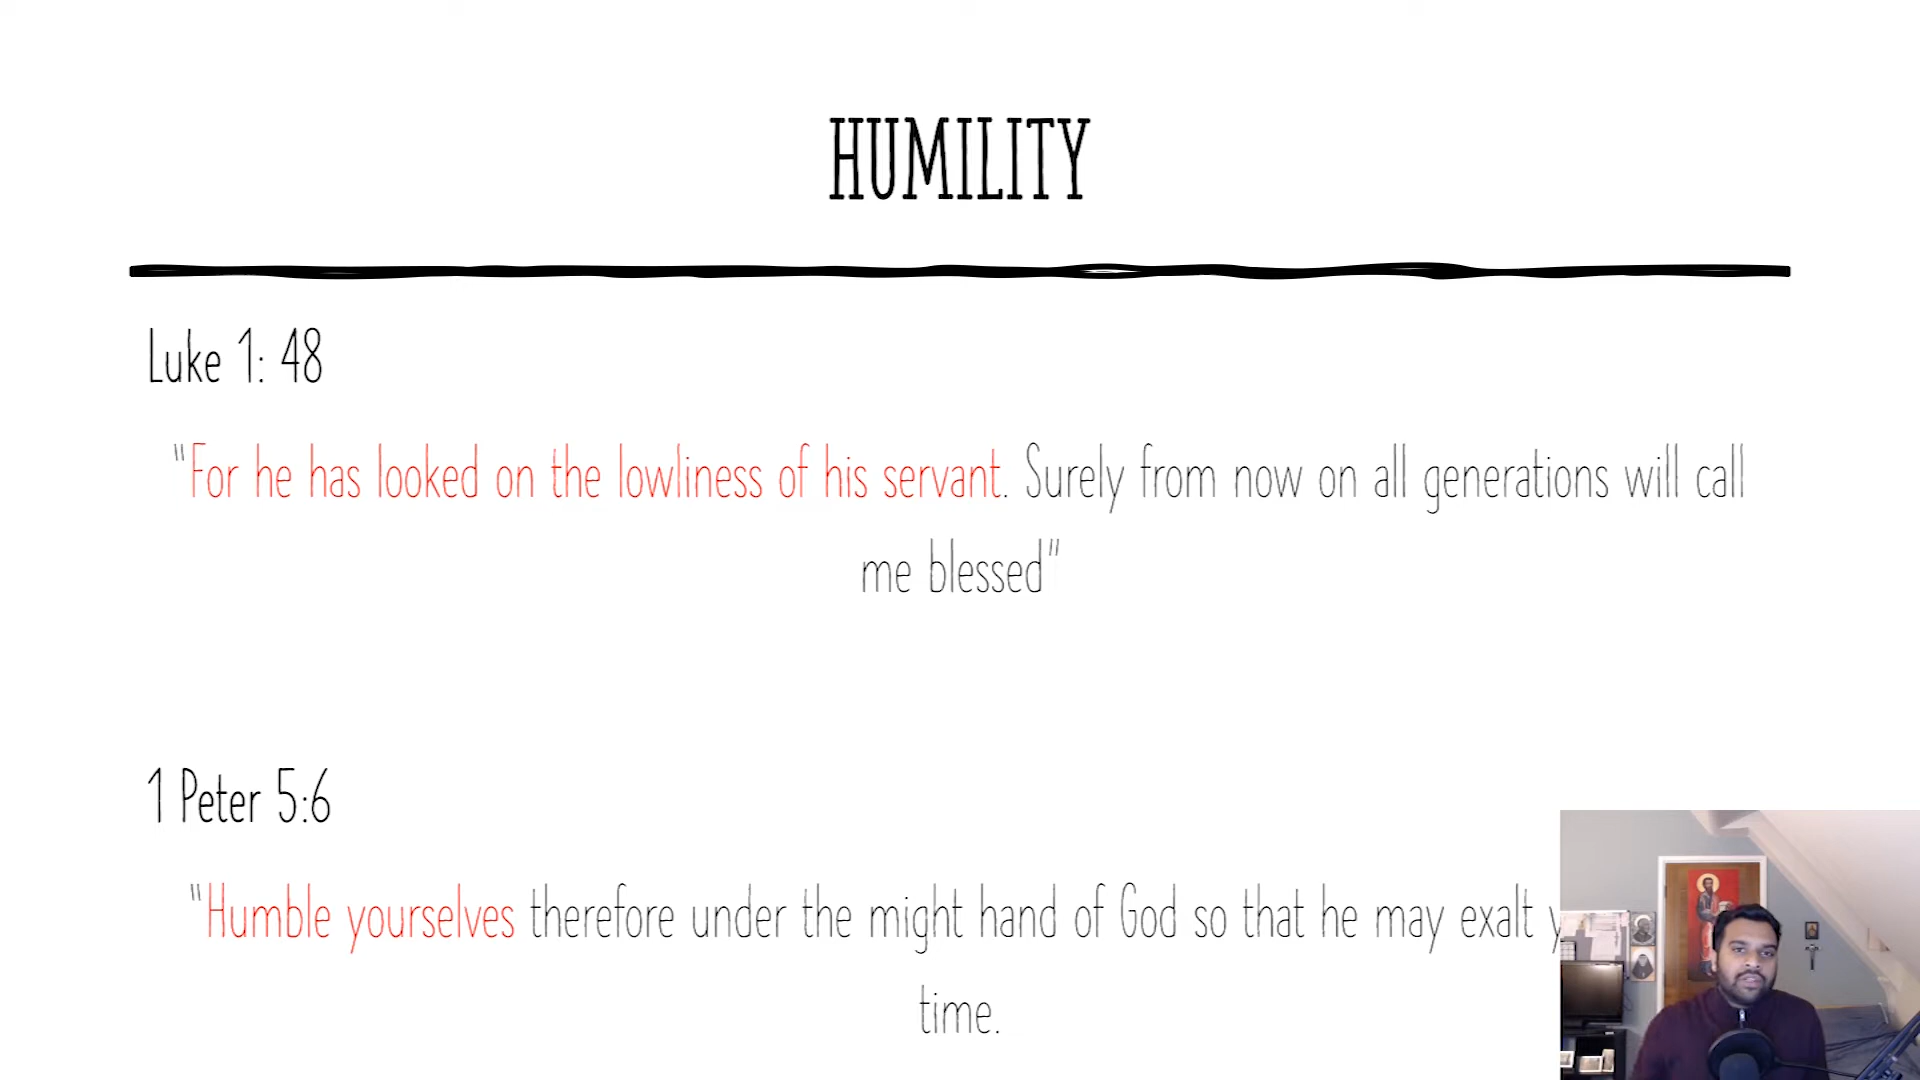 HUMILITY
Luke 1: 48
“For he has looked on the lowliness of his servant. Surely from now on all generations will call
me blessed”
1 Peter 5:6
“Humble yourselves therefore under the might hand of God so that he may exalt
time.